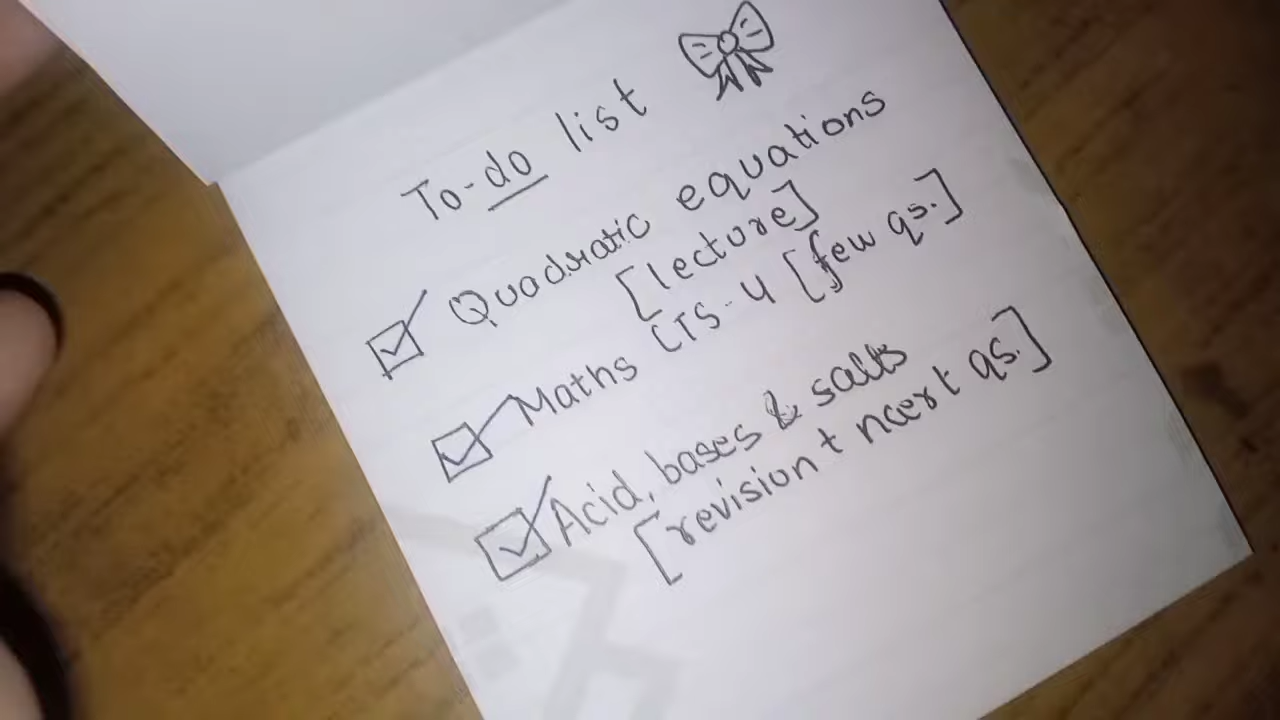 To-do list
Quadratic equations
[lecture]
Maths CTS-4 [few qs.]
Acid, bases & salts
[revision + ncert qs.]